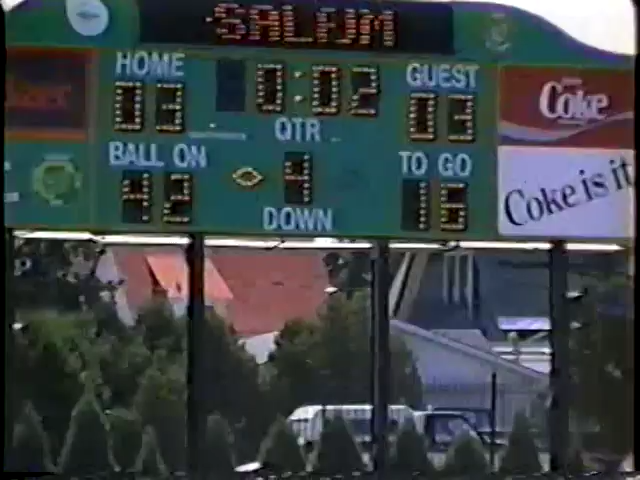 SALUM
HOME 0:02 GUEST
03 QTR 03
BALL ON 4 TO GO
42 DOWN 15
Coke
Coke is it